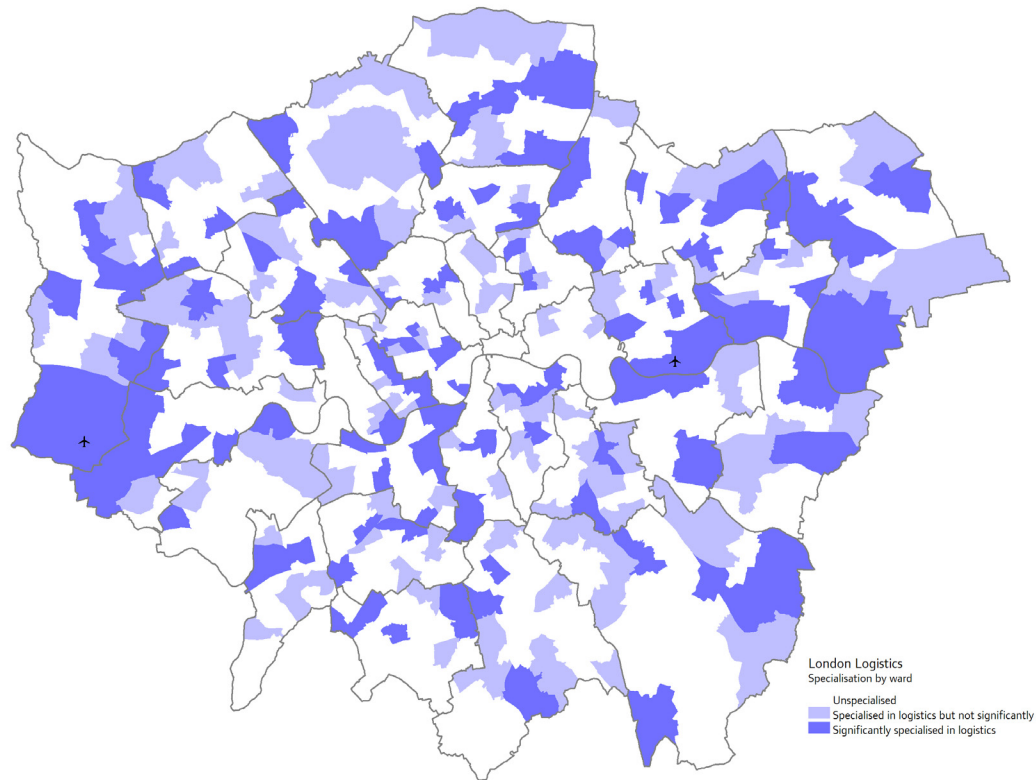 London Logistics
Specialisation by ward
Unspecialised
Specialised in logistics but not significantly
Significantly specialised in logistics